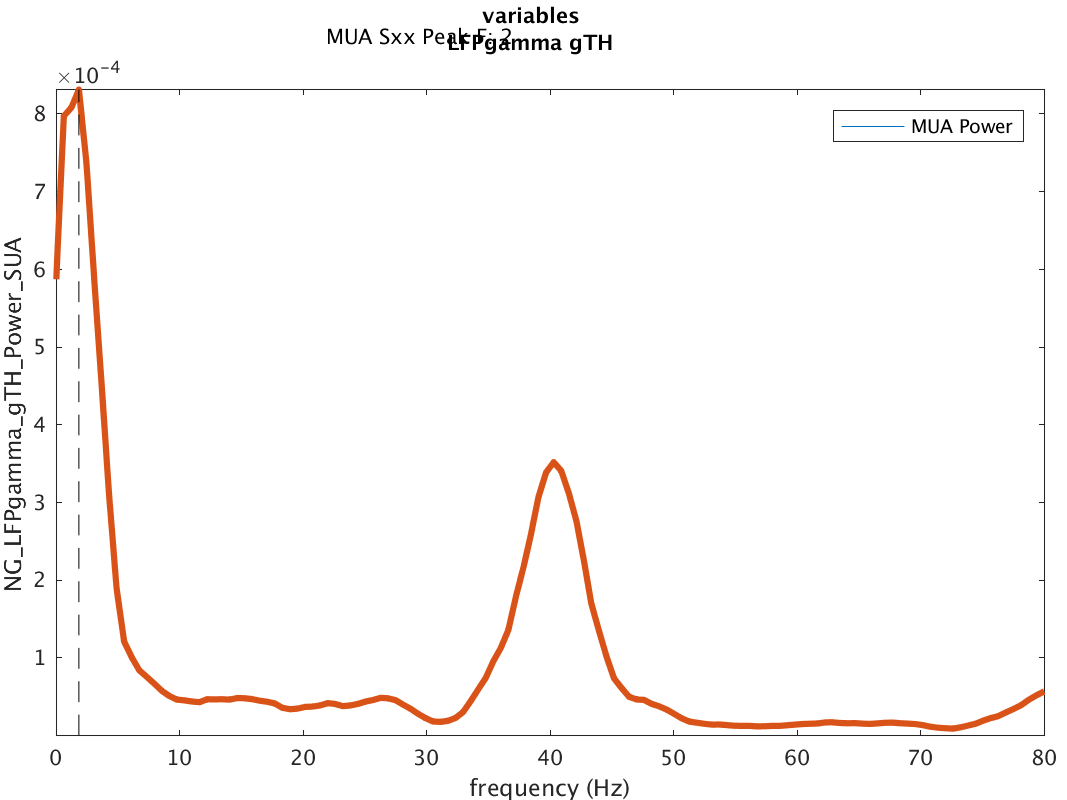 variables
MUA Sxx Peak F: 2
LFPgamma gTH
×10⁻⁴
8
7
6
5
4
3
2
1
MUA Power
NG_LFPgamma_gTH_Power_SUA
0 10 20 30 40 50 60 70 80
frequency (Hz)